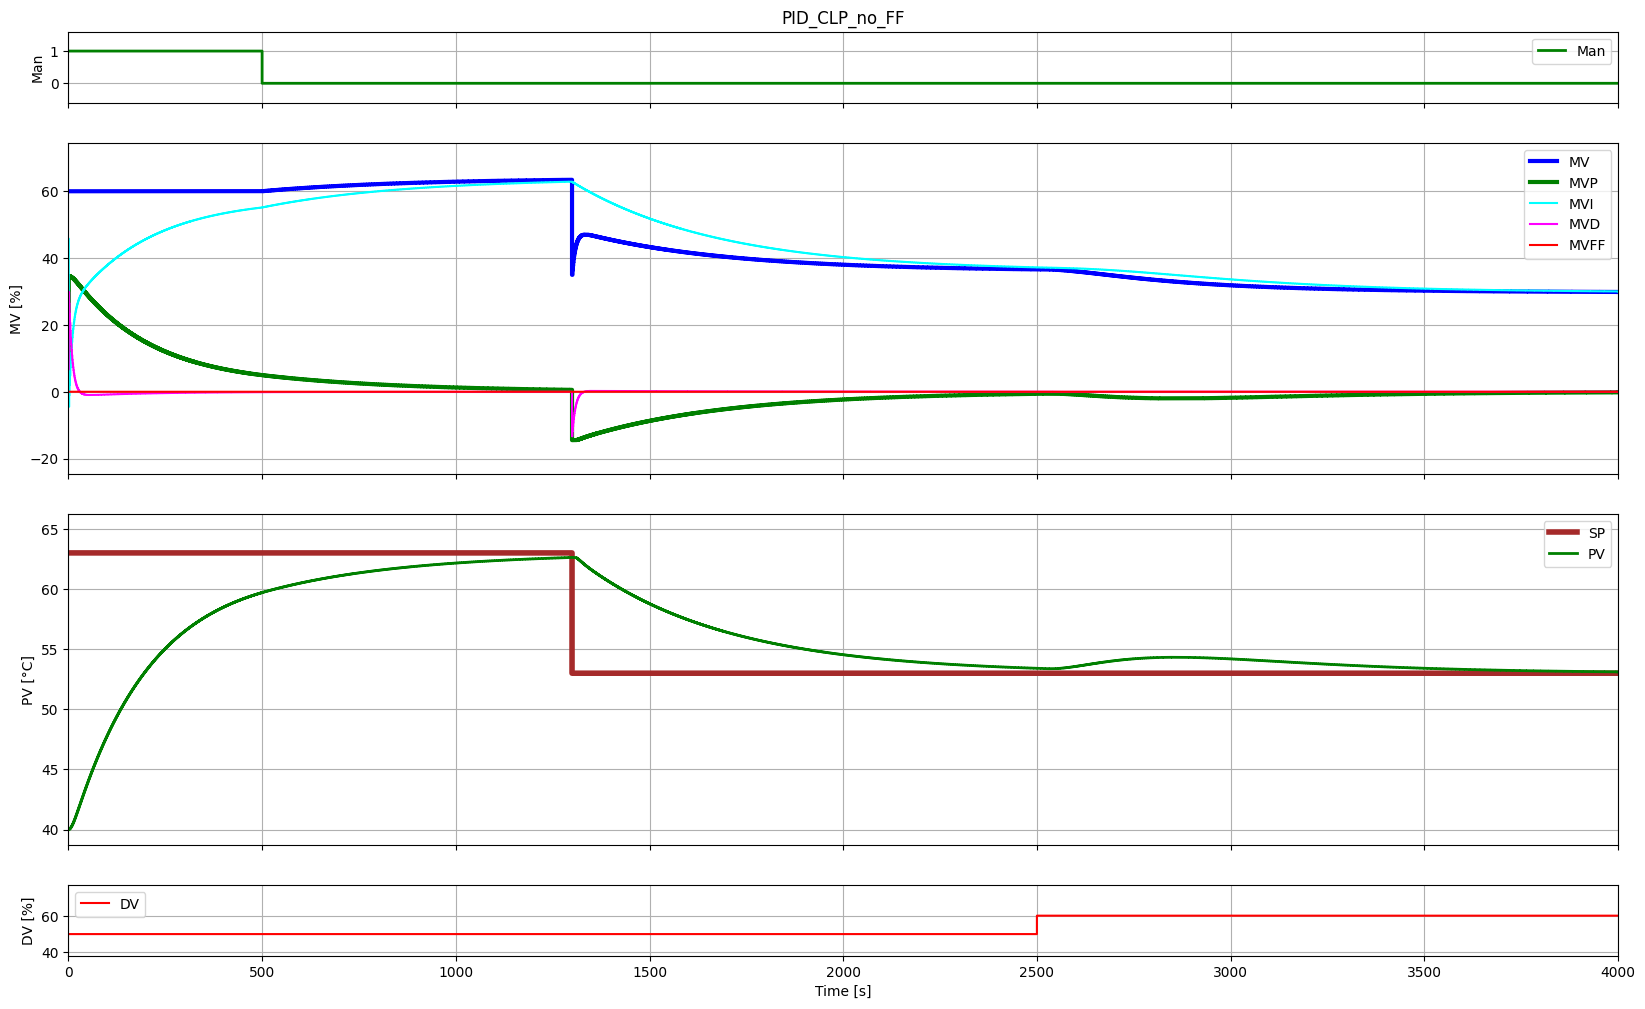 PID_CLP_no_FF
Man
1
0
Man
MV [%]
60
40
20
0
−20
MV
MVP
MVI
MVD
MVFF
PV [°C]
65
60
55
50
45
40
SP
PV
DV [%]
60
40
DV
0 500 1000 1500 2000 2500 3000 3500 4000
Time [s]